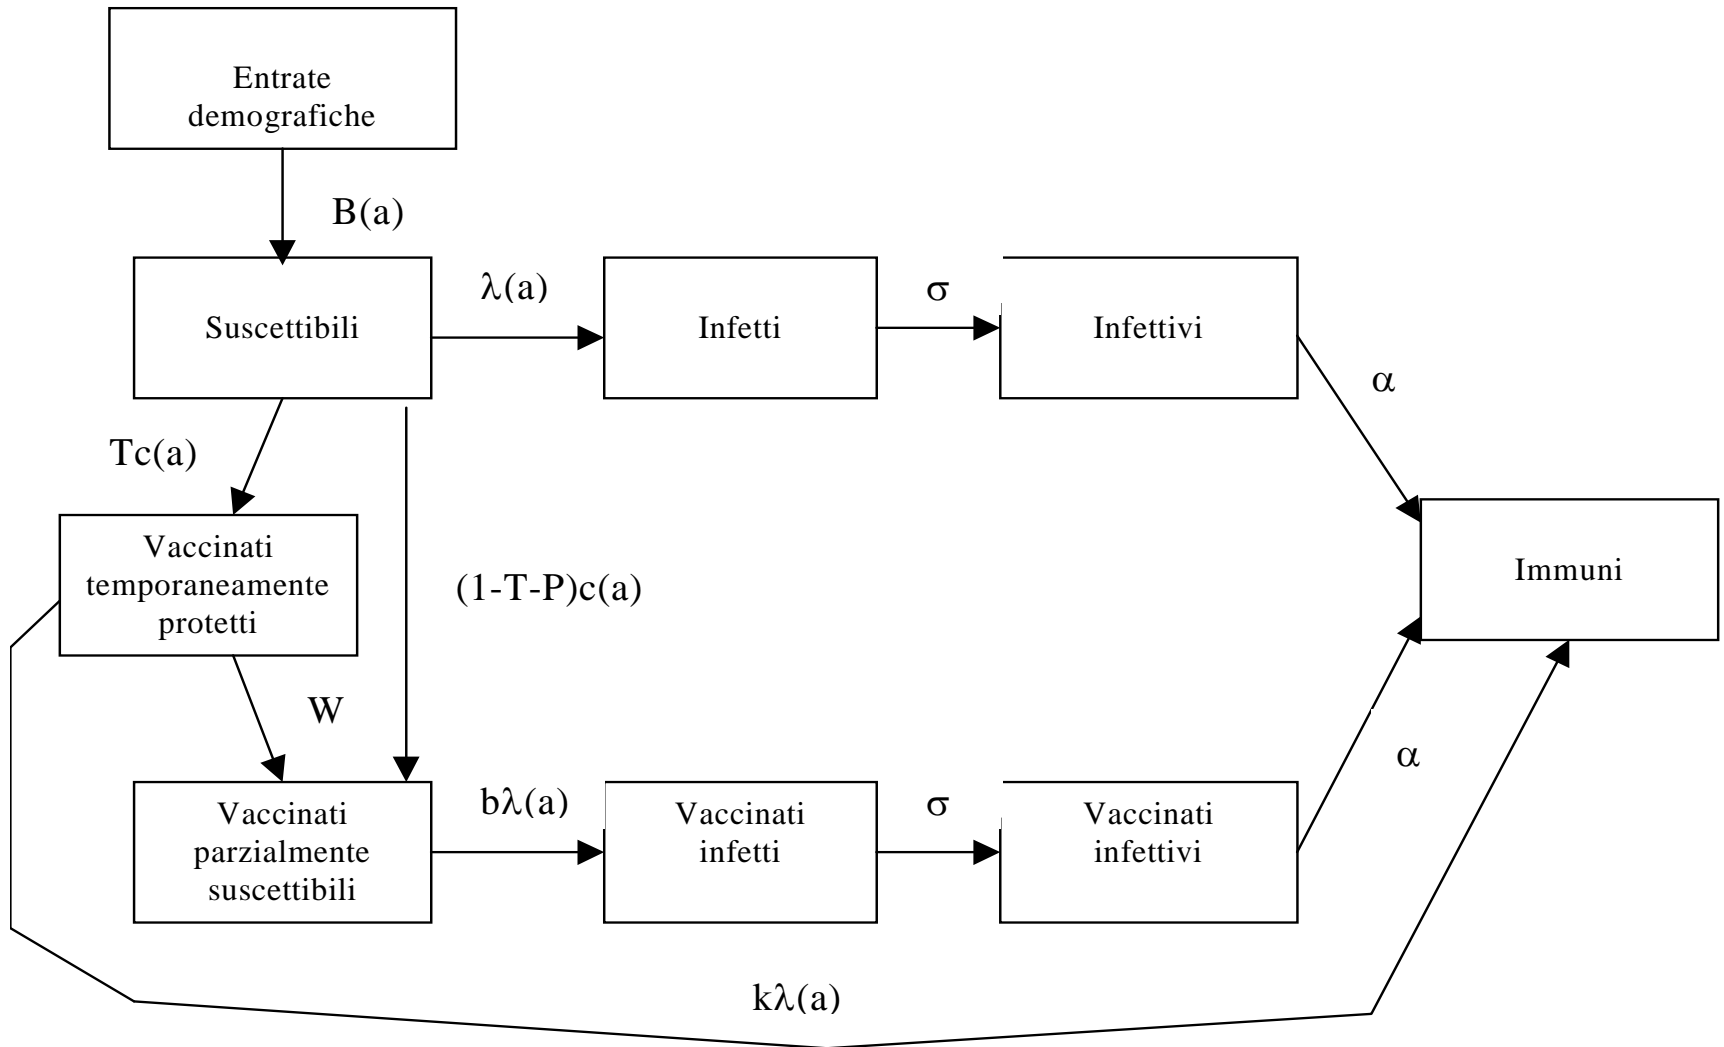 Entrate
demografiche
B(a)
Suscettibili
λ(a)
Infetti
σ
Infettivi
α
Tc(a)
Vaccinati
temporaneamente
protetti
(1-T-P)c(a)
Immuni
W
Vaccinati
parzialmente
suscettibili
bλ(a)
Vaccinati
infetti
σ
Vaccinati
infettivi
α
kλ(a)